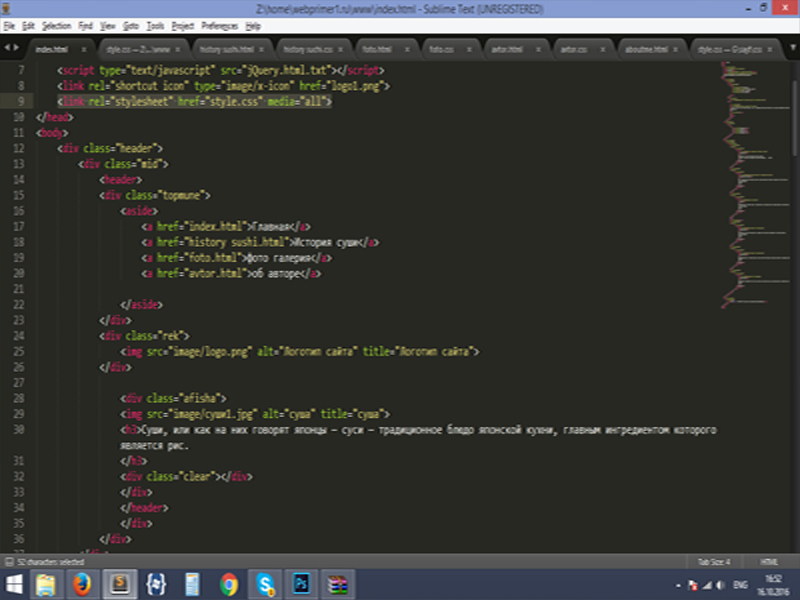 Z:\home\webprimer1.ru\www\index.html - Sublime Text (UNREGISTERED)
File Edit Selection Find View Goto Tools Project Preferences Help
index.html style.css — Z:...\www history sushi.html history sushi.css foto.html foto.css avtor.html avtor.css aboutme.html style.css — G:\sayt\css
7 <script type="text/javascript" src="jQuery.html.txt"></script>
8 <link rel="shortcut icon" type="image/x-icon" href="logo1.png">
9 <link rel="stylesheet" href="style.css" media="all">
10 </head>
11 <body>
12 <div class="header">
13 <div class="mid">
14 <header>
15 <div class="topmune">
16 <aside>
17 <a href="index.html">Главная</a>
18 <a href="history sushi.html">История суши</a>
19 <a href="foto.html">фото галерия</a>
20 <a href="avtor.html">об авторе</a>
21
22 </aside>
23 </div>
24 <div class="rek">
25 <img src="image/logo.png" alt="Логотип сайта" title="Логотип сайта">
26 </div>
27
28 <div class="afisha">
29 <img src="image/суши1.jpg" alt="суша" title="суша">
30 <h3>Суши, или как на них говорят японцы – суси – традиционное блюдо японской кухни, главным ингредиентом которого
является рис.
31 </h3>
32 <div class="clear"></div>
33 </div>
34 </header>
35 </div>
36 </div>
52 characters selected Tab Size: 4 HTML
ENG 16:52
16.10.2016